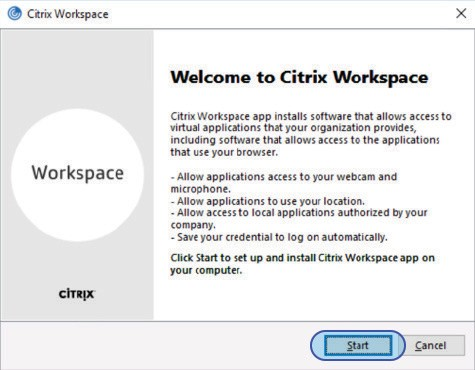 Citrix Workspace
Welcome to Citrix Workspace
Citrix Workspace app installs software that allows access to
virtual applications that your organization provides,
including software that allows access to the applications
that use your browser.
- Allow applications access to your webcam and
microphone.
- Allow applications to use your location.
- Allow access to local applications authorized by your
company.
- Save your credential to log on automatically.
Click Start to set up and install Citrix Workspace app on
your computer.
Workspace
CITRIX
Start
Cancel